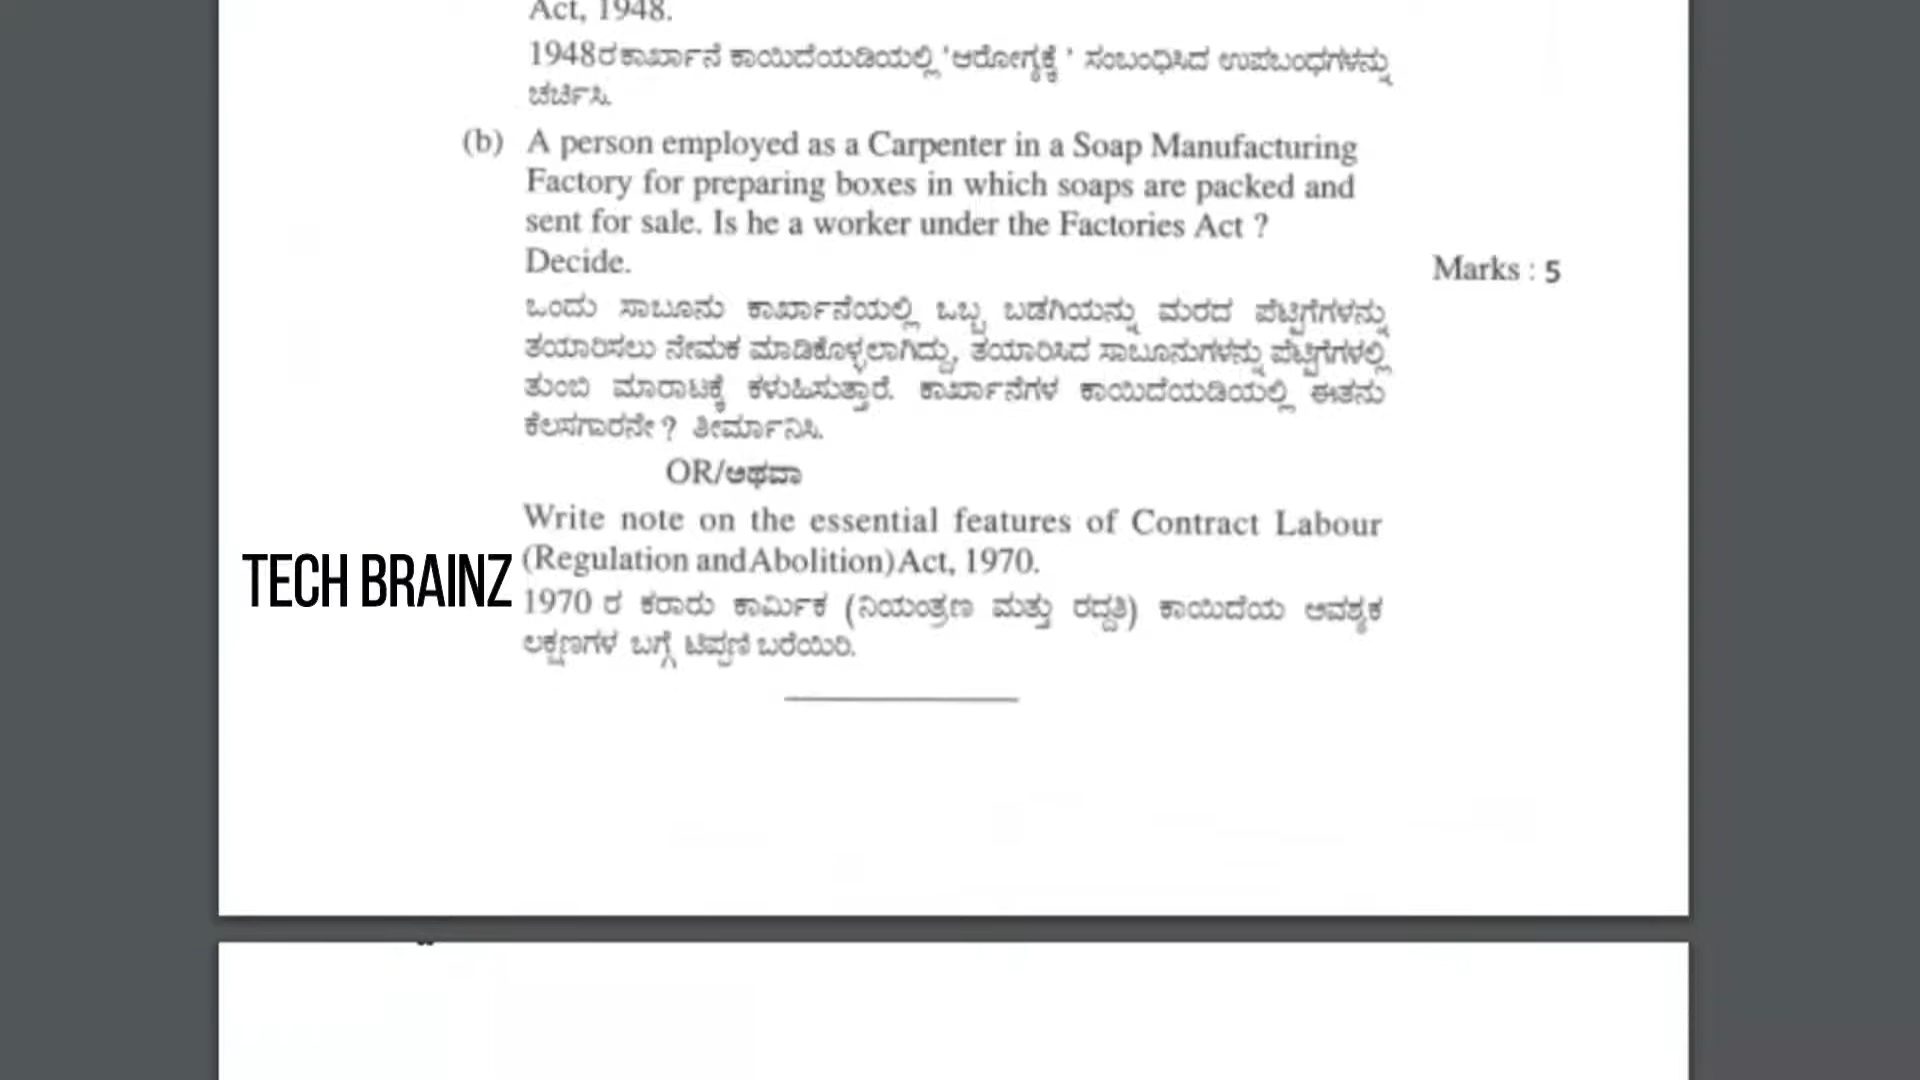 Act, 1948.
1948ರ ಕಾರ್ಖಾನೆ ಕಾಯಿದೆಯಡಿಯಲ್ಲಿ 'ಆರೋಗ್ಯಕ್ಕೆ ' ಸಂಬಂಧಿಸಿದ ಉಪಬಂಧಗಳನ್ನು
ಚರ್ಚಿಸಿ.
(b) A person employed as a Carpenter in a Soap Manufacturing
Factory for preparing boxes in which soaps are packed and
sent for sale. Is he a worker under the Factories Act ?
Decide.
Marks : 5
ಒಂದು ಸಾಬೂನು ಕಾರ್ಖಾನೆಯಲ್ಲಿ ಒಬ್ಬ ಬಡಗಿಯನ್ನು ಮರದ ಪೆಟ್ಟಿಗೆಗಳನ್ನು
ತಯಾರಿಸಲು ನೇಮಕ ಮಾಡಿಕೊಳ್ಳಲಾಗಿದ್ದು, ತಯಾರಿಸಿದ ಸಾಬೂನುಗಳನ್ನು ಪೆಟ್ಟಿಗೆಗಳಲ್ಲಿ
ತುಂಬಿ ಮಾರಾಟಕ್ಕೆ ಕಳುಹಿಸುತ್ತಾರೆ. ಕಾರ್ಖಾನೆಗಳ ಕಾಯಿದೆಯಡಿಯಲ್ಲಿ ಈತನು
ಕೆಲಸಗಾರನೇ ? ತೀರ್ಮಾನಿಸಿ.
OR/ಅಥವಾ
Write note on the essential features of Contract Labour
(Regulation and Abolition) Act, 1970.
TECH BRAINZ
1970 ರ ಕರಾರು ಕಾರ್ಮಿಕ (ನಿಯಂತ್ರಣ ಮತ್ತು ರದ್ದತಿ) ಕಾಯಿದೆಯ ಅವಶ್ಯಕ
ಲಕ್ಷಣಗಳ ಬಗ್ಗೆ ಟಿಪ್ಪಣಿ ಬರೆಯಿರಿ.